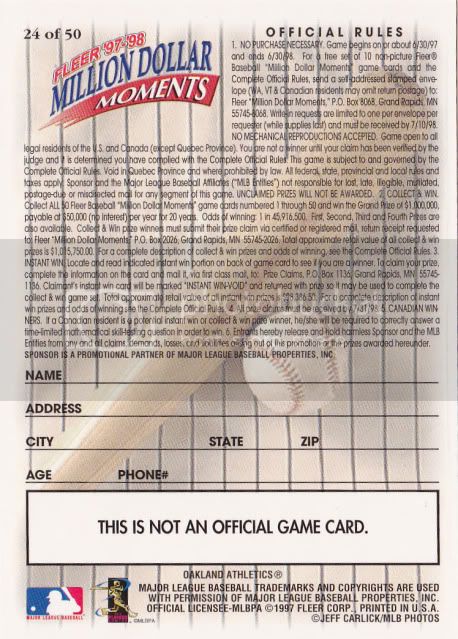 24 of 50
FLEER '97-'98
MILLION DOLLAR
MOMENTS
OFFICIAL RULES
1. NO PURCHASE NECESSARY. Game begins on or about 6/30/97
and ends 6/30/98. For a free set of 10 non-picture Fleer®
Baseball "Million Dollar Moments" game cards and the
Complete Official Rules, send a self-addressed stamped enve-
lope (WA, VT & Canadian residents may omit return postage) to:
Fleer "Million Dollar Moments," P.O. Box 8068, Grand Rapids, MN
55745-8068. Write-in requests are limited to one per envelope per
request (while supplies last) and must be received by 7/10/98.
NO MECHANICAL REPRODUCTIONS ACCEPTED. Game open to all
legal residents of the U.S. and Canada (except Quebec Province). You are not a winner until your claim has been verified by the
judge and it is determined you have complied with the Complete Official Rules! This game is subject to and governed by the
Complete Official Rules. Void in Quebec Province and where prohibited by law. All federal, state, provincial and local rules and
taxes apply. Sponsor and the Major League Baseball Affiliates ("MLB Entities") not responsible for lost, late, illegible, mutilated,
postage-due or misdirected mail for any segment of this game. UNCLAIMED PRIZES WILL NOT BE AWARDED. 2. COLLECT & WIN.
Collect ALL 50 Fleer Baseball "Million Dollar Moments" game cards numbered 1 through 50 and win the Grand Prize of $1,000,000,
payable at $50,000 (no interest) per year for 20 years. Odds of winning: 1 in 45,916,500. First, Second, Third and Fourth Prizes are
also available. Collect & Win prize winner must submit their prize claim via certified or registered mail, return receipt requested
to Fleer "Million Dollar Moments" P.O. Box 2026, Grand Rapids, MN 55745-2026. Total approximate retail value of all collect & win
prizes is $1,015,750.00. For a complete description of collect & win prizes and odds of winning, see the Complete Official Rules. 3.
INSTANT WIN: Locate and read indicated instant win portion on back of game card to see if you are a winner. To claim your prize,
complete the information on the card and mail it, via first class mail, to: Prize Claims, P.O. Box 1136, Grand Rapids, MN 55745-
1136. Claimant's instant win card will be marked "INSTANT WIN-VOID" and returned with prize so it may be used to complete the
collect & win game set. Total approximate retail value of instant win prizes is For a complete description of instant
win prizes and odds of winning see the Complete Official Rules. 4. All prize claims must be received by 6. CANADIAN WIN-
NERS. If a Canadian resident is a potential instant win or collect & win prize winner, he/she will be required to correctly answer a
time-limited mathematical skill-testing question in order to win. 6. Entrants hereby release and hold harmless Sponsor and the MLB
Entities from any and all claims, demands, losses, and liabilities arising out of this promotion or the prizes awarded hereunder.
SPONSOR IS A PROMOTIONAL PARTNER OF MAJOR LEAGUE BASEBALL PROPERTIES, INC.
NAME
ADDRESS
CITY STATE ZIP
AGE PHONE#
THIS IS NOT AN OFFICIAL GAME CARD.
OAKLAND ATHLETICS®
MAJOR LEAGUE BASEBALL TRADEMARKS AND COPYRIGHTS ARE USED
WITH PERMISSION OF MAJOR LEAGUE BASEBALL PROPERTIES, INC.
OFFICIAL LICENSEE-MLBPA ©1997 FLEER CORP., PRINTED IN U.S.A.
©JEFF CARLICK/MLB PHOTOS
MAJOR LEAGUE BASEBALL
©MLBPA